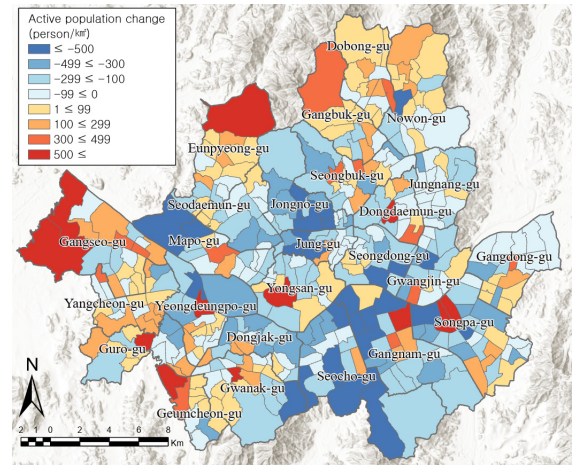 Active population change
(person/㎢)
≤ -500
-499 ≤ -300
-299 ≤ -100
-99 ≤ 0
1 ≤ 99
100 ≤ 299
300 ≤ 499
500 ≤
Dobong-gu
Gangbuk-gu
Nowon-gu
Eunpyeong-gu
Seongbuk-gu
Jungnang-gu
Seodaemun-gu
Jongno-gu
Dongdaemun-gu
Gangseo-gu
Mapo-gu
Jung-gu
Seongdong-gu
Gangdong-gu
Gwangjin-gu
Yangcheon-gu
Yeongdeungpo-gu
Yongsan-gu
Songpa-gu
Guro-gu
Dongjak-gu
Gangnam-gu
Seocho-gu
Gwanak-gu
Geumcheon-gu
N
2 1 0 2 4 6 8
Km